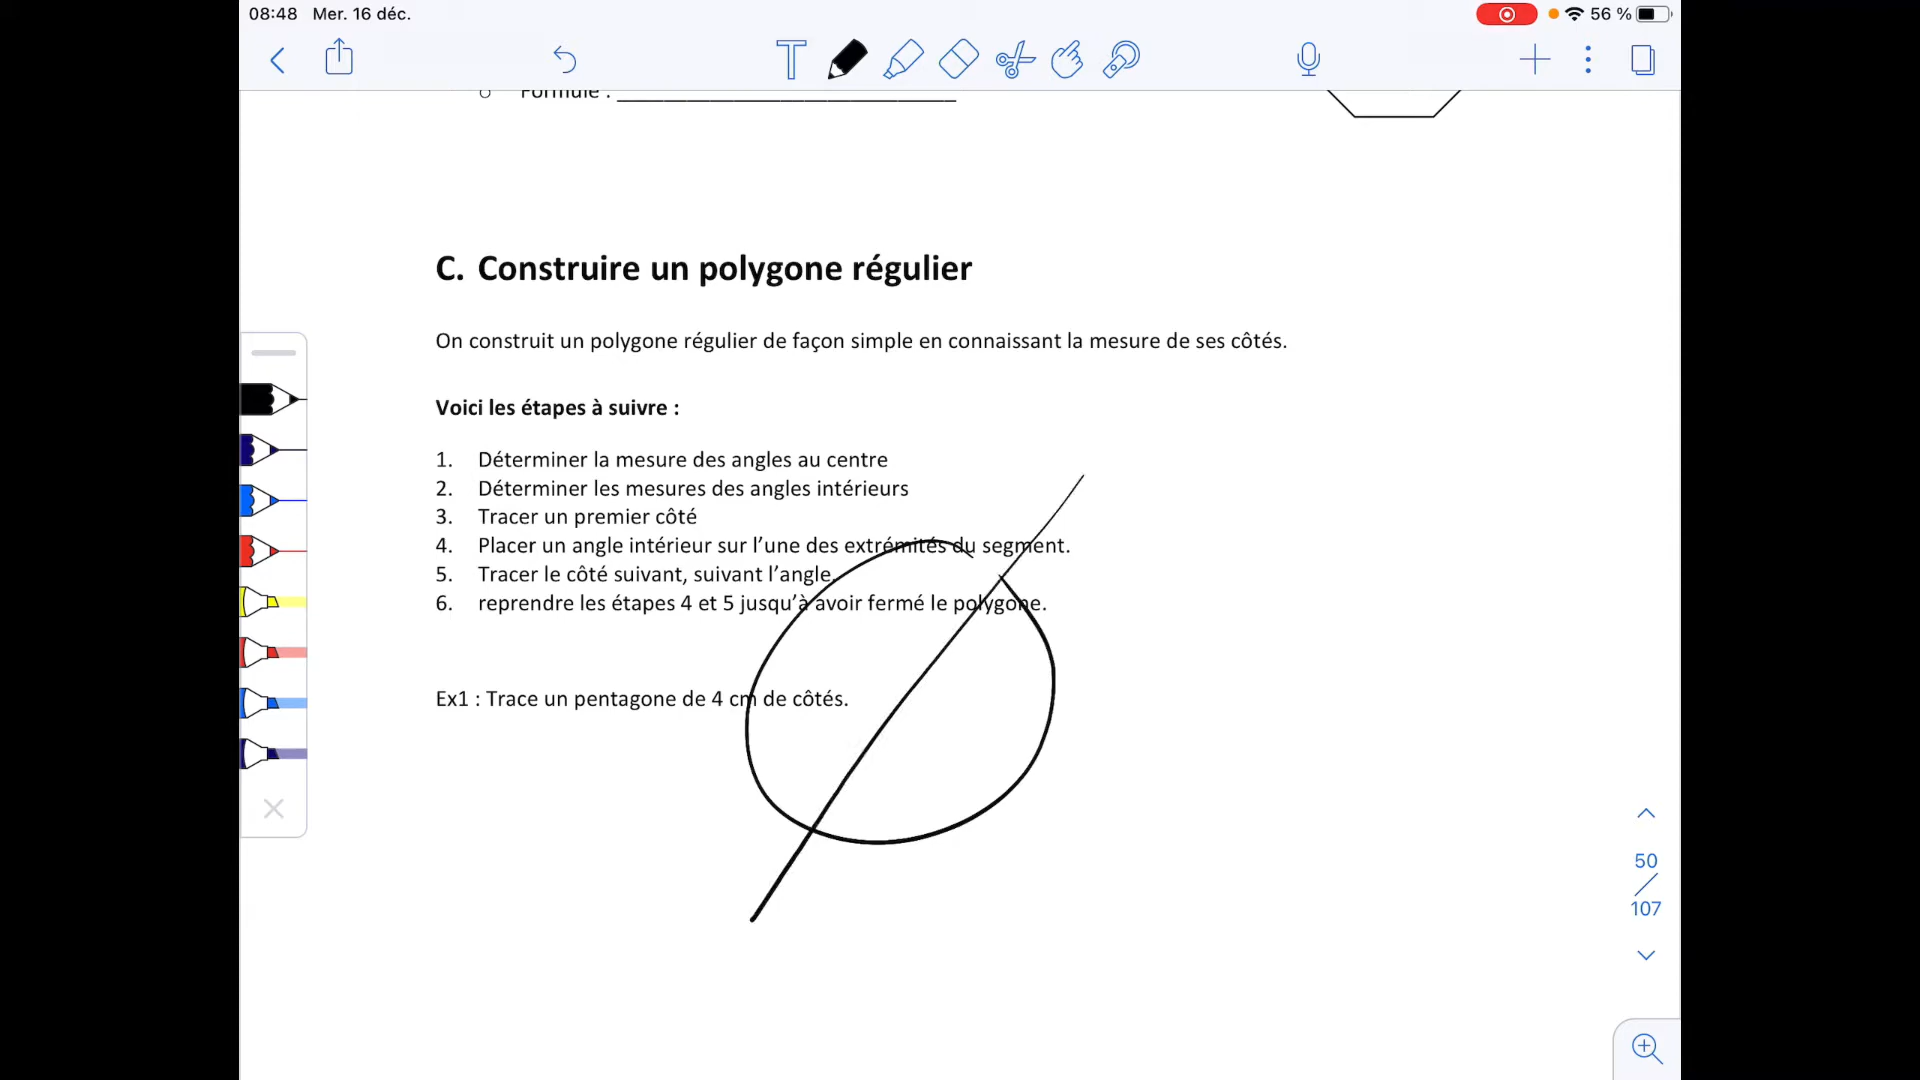 08:48 Mer. 16 déc.
56 %
T
Formule : ____________________________
C. Construire un polygone régulier
On construit un polygone régulier de façon simple en connaissant la mesure de ses côtés.
Voici les étapes à suivre :
1. Déterminer la mesure des angles au centre
2. Déterminer les mesures des angles intérieurs
3. Tracer un premier côté
4. Placer un angle intérieur sur l’une des extrémités du segment.
5. Tracer le côté suivant, suivant l’angle.
6. reprendre les étapes 4 et 5 jusqu’à avoir fermé le polygone.
Ex1 : Trace un pentagone de 4 cm de côtés.
50
107